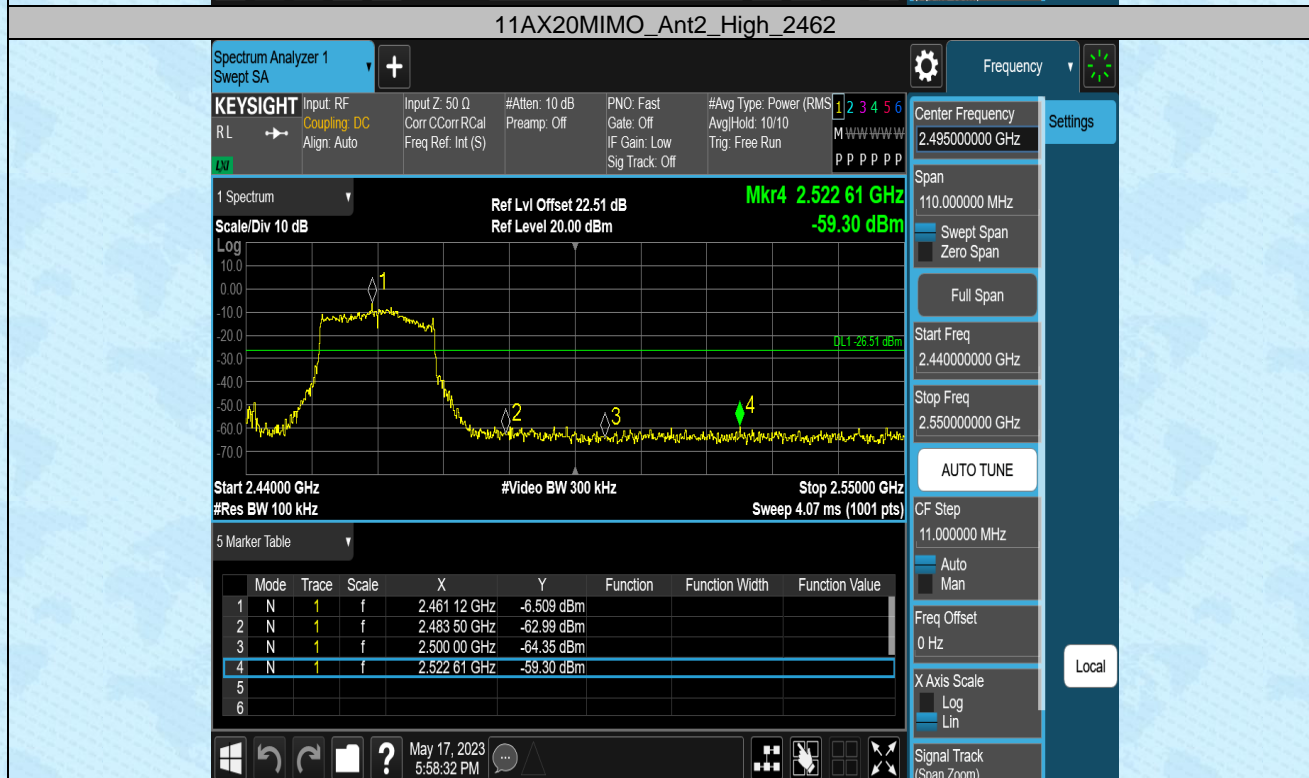 11AX20MIMO_Ant2_High_2462
Spectrum Analyzer 1
Swept SA
+
Frequency
KEYSIGHT
R L
LXI
Input: RF
Coupling: DC
Align: Auto
Input Z: 50 Ω
Corr CCorr RCal
Freq Ref: Int (S)
#Atten: 10 dB
Preamp: Off
PNO: Fast
Gate: Off
IF Gain: Low
Sig Track: Off
#Avg Type: Power (RMS
Avg|Hold: 10/10
Trig: Free Run
1 2 3 4 5 6
M W W W W W
P P P P P P
1 Spectrum
Scale/Div 10 dB
Ref Lvl Offset 22.51 dB
Ref Level 20.00 dBm
Mkr4 2.522 61 GHz
-59.30 dBm
Log
10.0
0.00
-10.0
-20.0
-30.0
-40.0
-50.0
-60.0
-70.0
1
2
3
4
DL1 -26.51 dBm
Start 2.44000 GHz
#Res BW 100 kHz
#Video BW 300 kHz
Stop 2.55000 GHz
Sweep 4.07 ms (1001 pts)
5 Marker Table
Mode Trace Scale X Y Function Function Width Function Value
1 N 1 f 2.461 12 GHz -6.509 dBm
2 N 1 f 2.483 50 GHz -62.99 dBm
3 N 1 f 2.500 00 GHz -64.35 dBm
4 N 1 f 2.522 61 GHz -59.30 dBm
5
6
?
May 17, 2023
5:58:32 PM
Center Frequency
2.495000000 GHz
Settings
Span
110.000000 MHz
Swept Span
Zero Span
Full Span
Start Freq
2.440000000 GHz
Stop Freq
2.550000000 GHz
AUTO TUNE
CF Step
11.000000 MHz
Auto
Man
Freq Offset
0 Hz
X Axis Scale
Log
Lin
Signal Track
(Span Zoom)
Local